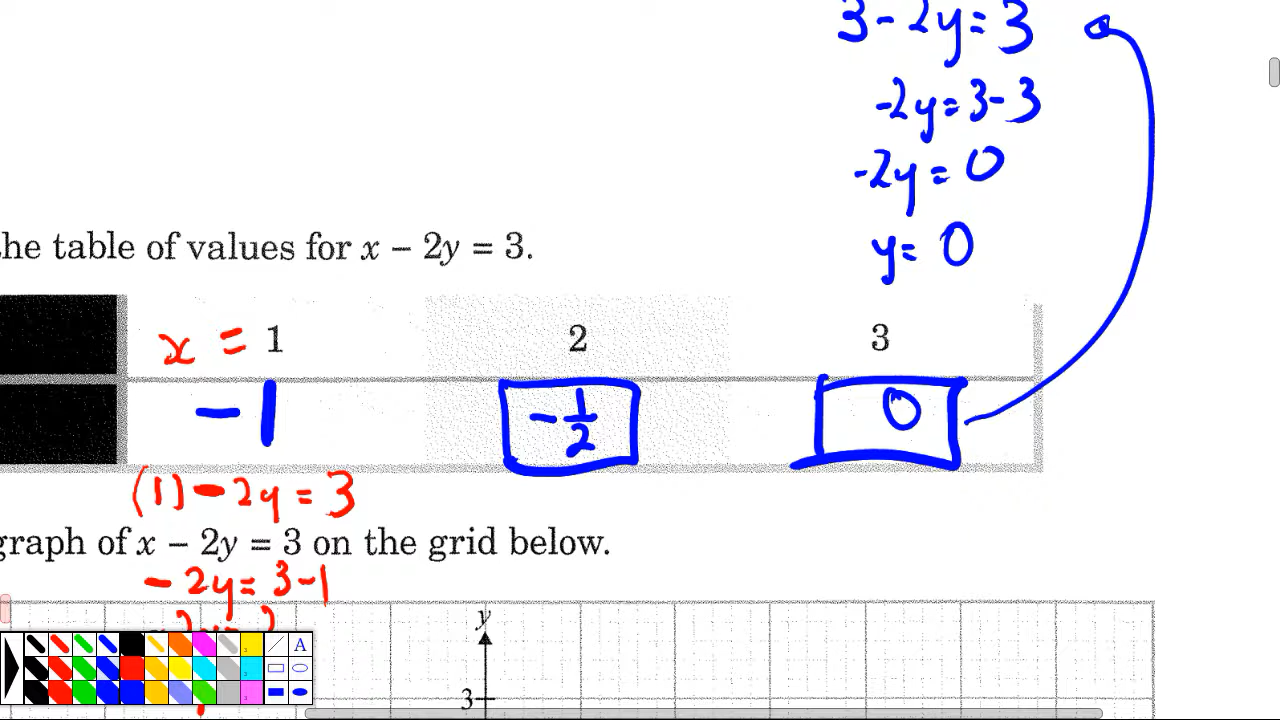 3 - 2y = 3
-2y = 3 - 3
-2y = 0
y = 0
the table of values for x − 2y = 3.
x = 1 2 3
-1 -1/2 0
(1) - 2y = 3
graph of x − 2y = 3 on the grid below.
- 2y = 3 - 1
y
A
3